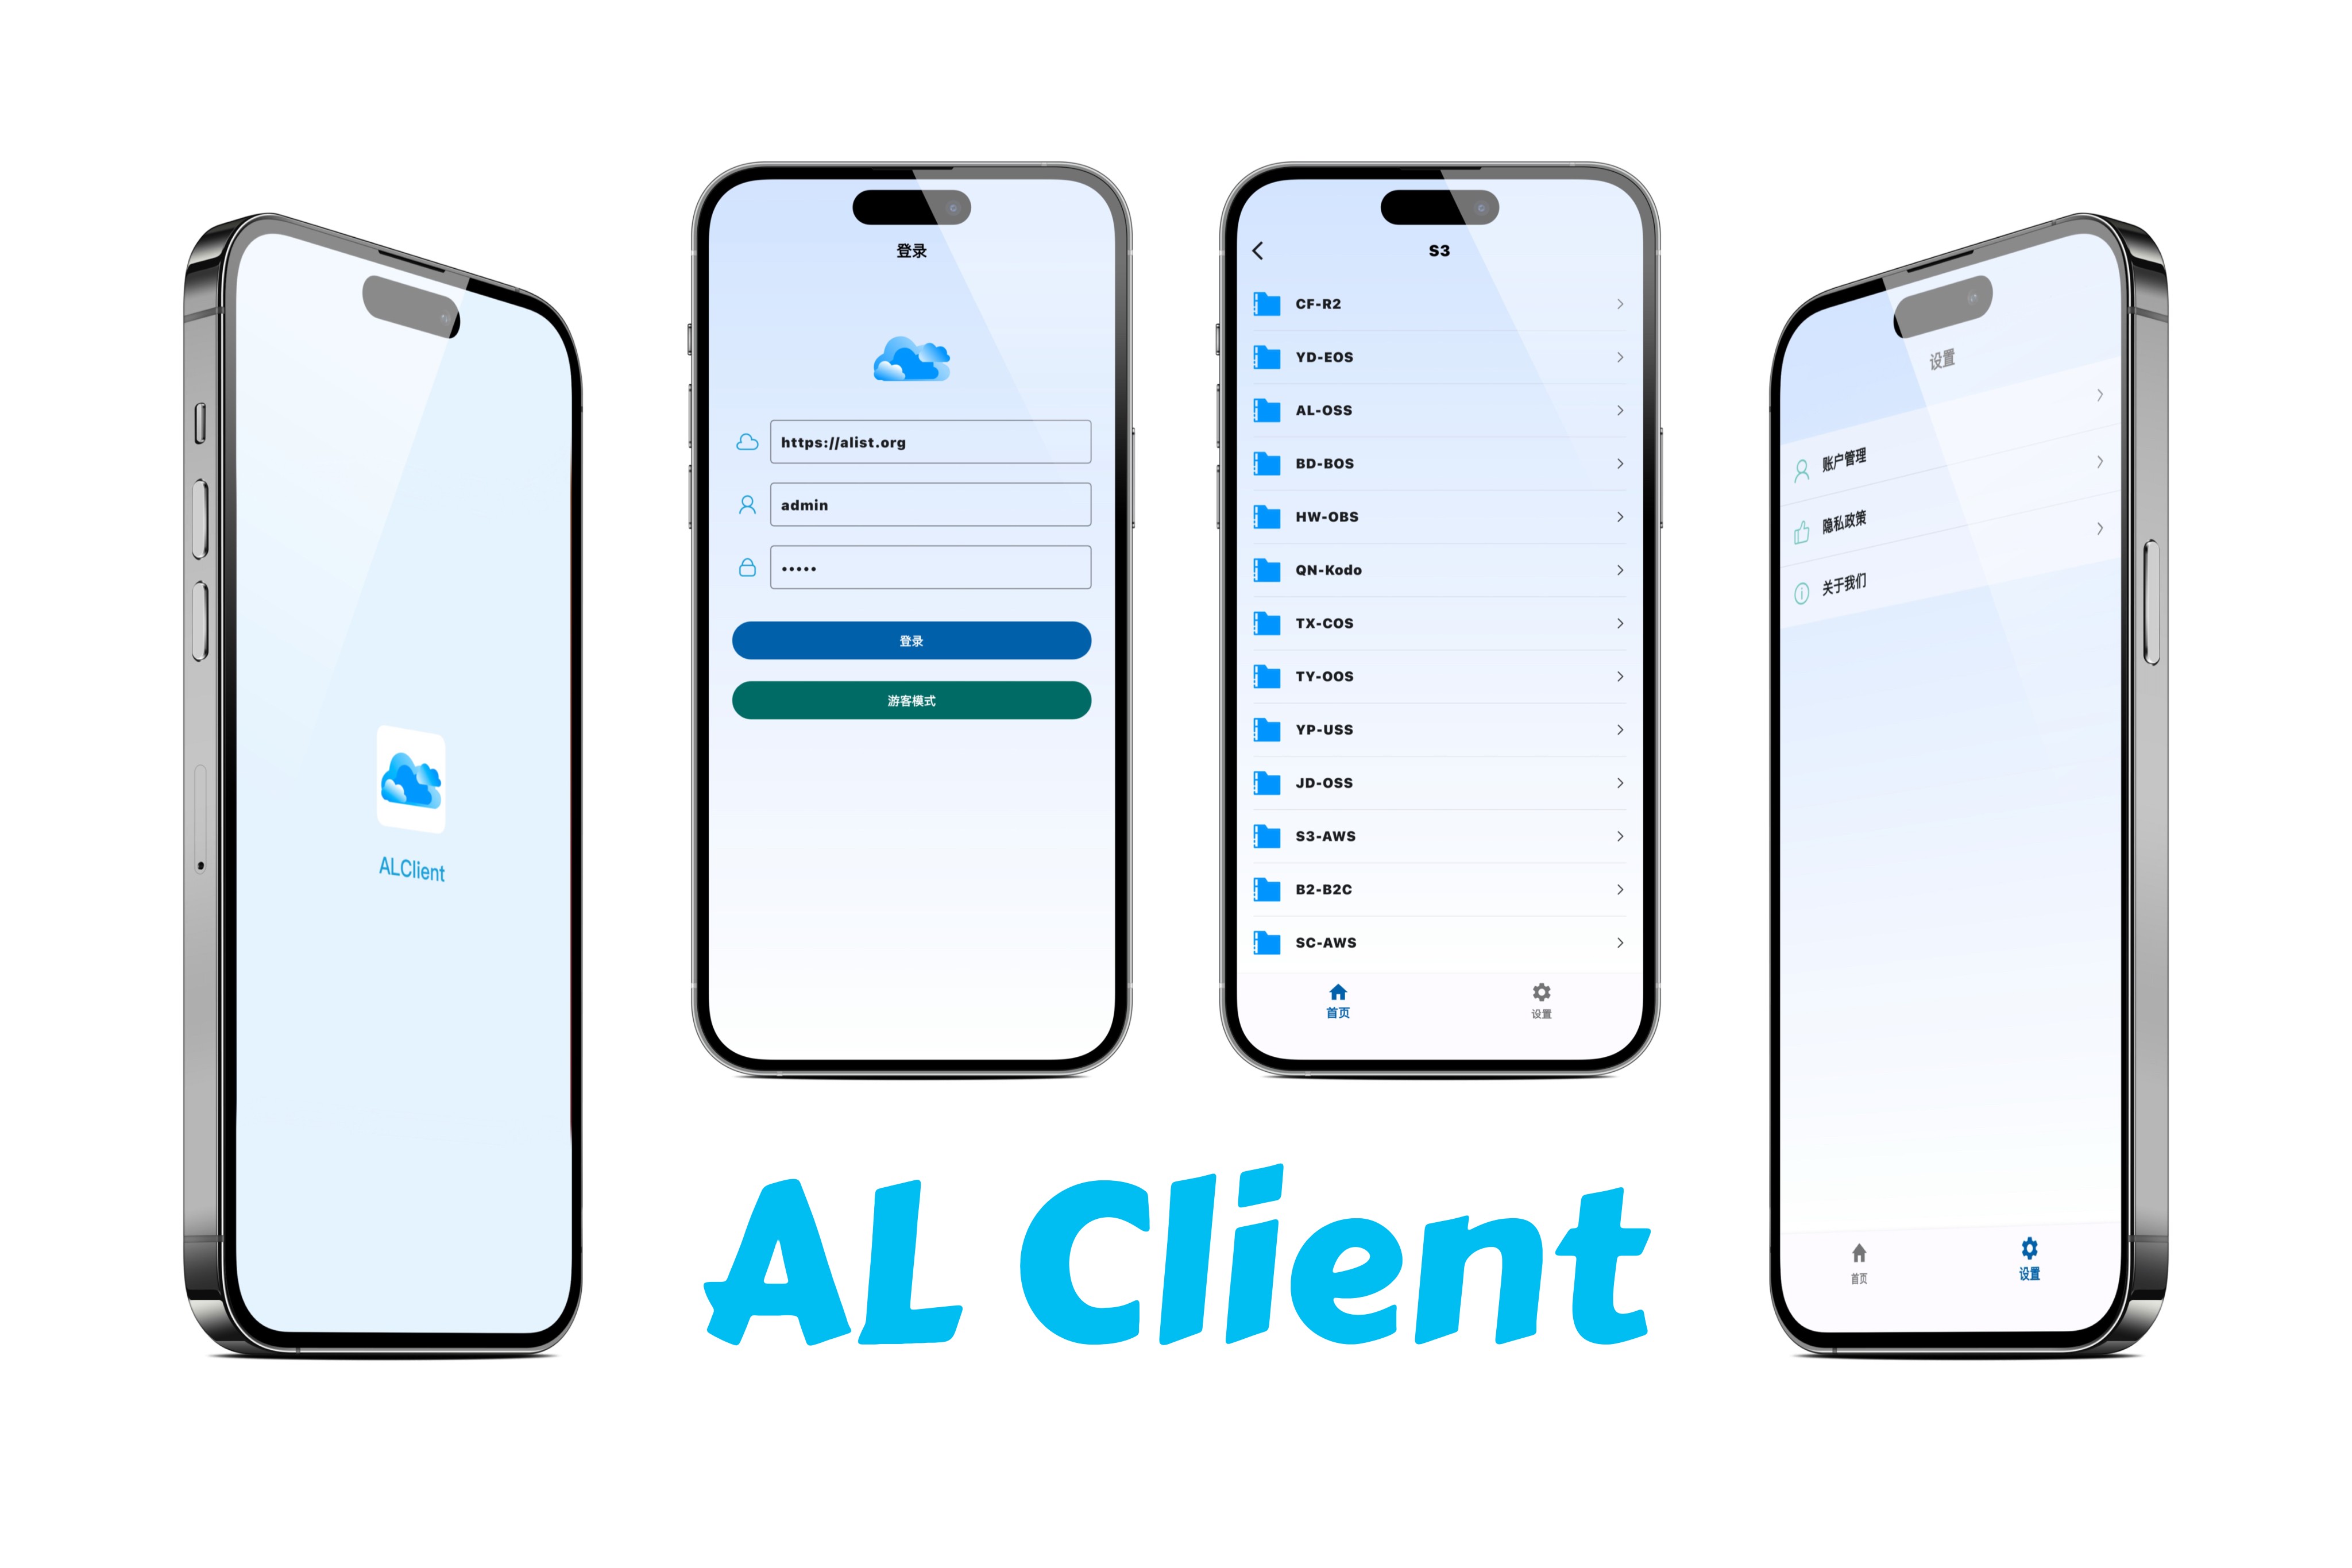 ALClient
登录
https://alist.org
admin
•••••
登录
游客模式
S3
CF-R2
YD-EOS
AL-OSS
BD-BOS
HW-OBS
QN-Kodo
TX-COS
TY-OOS
YP-USS
JD-OSS
S3-AWS
B2-B2C
SC-AWS
首页 设置
设置
账户管理
隐私政策
关于我们
首页 设置
AL Client